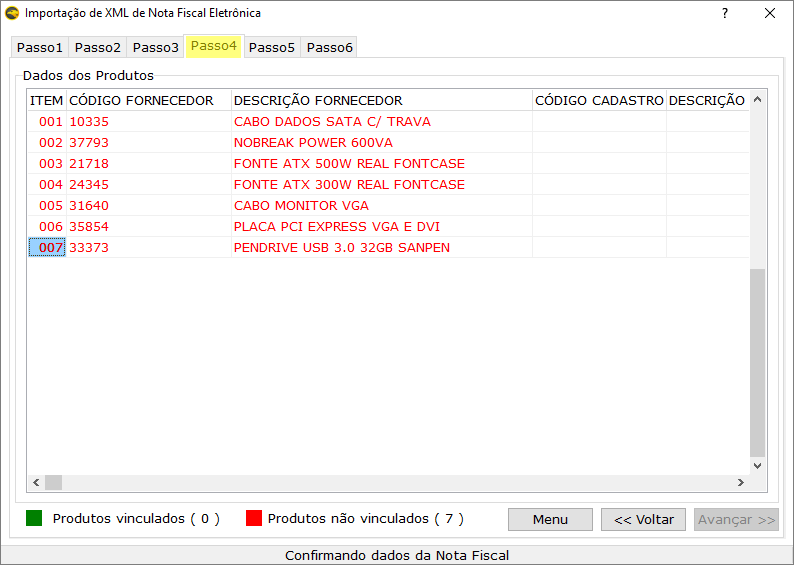 Importação de XML de Nota Fiscal Eletrônica ?
Passo1 Passo2 Passo3 Passo4 Passo5 Passo6
Dados dos Produtos
ITEM CÓDIGO FORNECEDOR DESCRIÇÃO FORNECEDOR CÓDIGO CADASTRO DESCRIÇÃO
001 10335 CABO DADOS SATA C/ TRAVA
002 37793 NOBREAK POWER 600VA
003 21718 FONTE ATX 500W REAL FONTCASE
004 24345 FONTE ATX 300W REAL FONTCASE
005 31640 CABO MONITOR VGA
006 35854 PLACA PCI EXPRESS VGA E DVI
007 33373 PENDRIVE USB 3.0 32GB SANPEN
Produtos vinculados ( 0 ) Produtos não vinculados ( 7 ) Menu << Voltar Avançar >>
Confirmando dados da Nota Fiscal